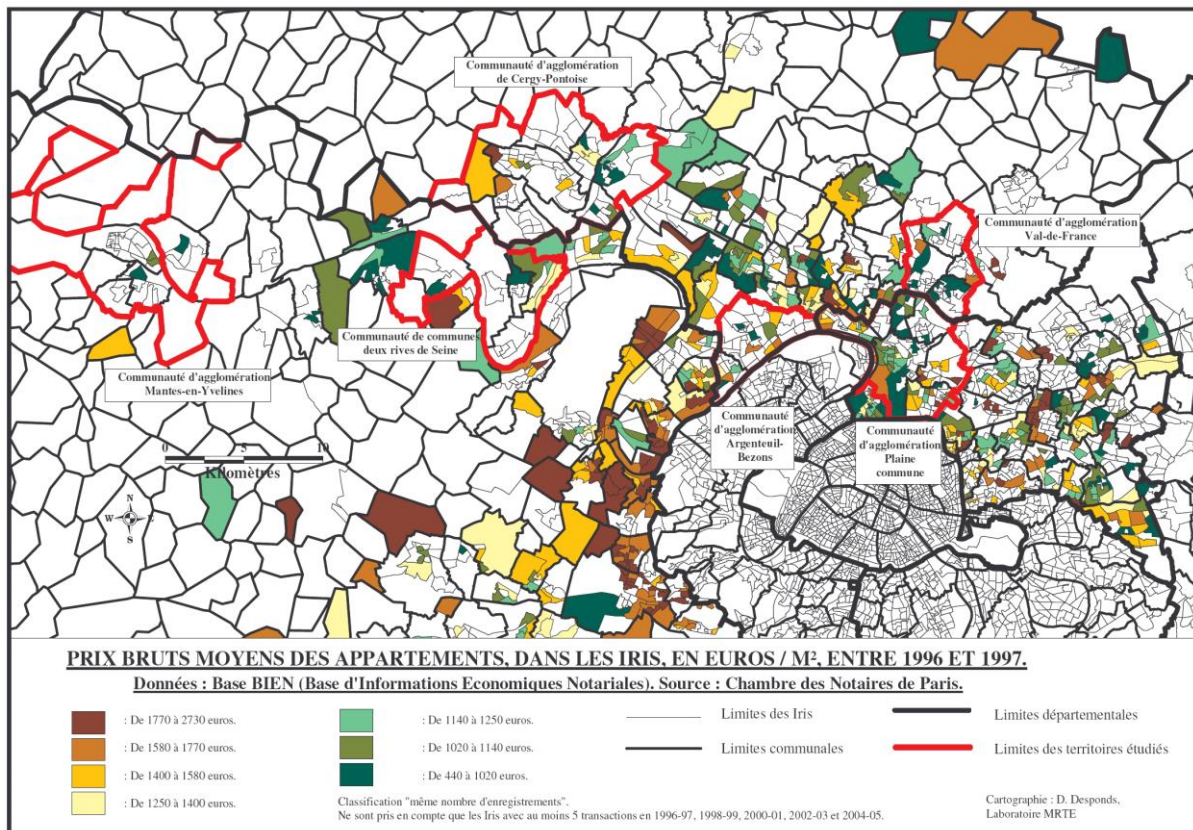 Communauté d'agglomération
de Cergy-Pontoise
Communauté d'agglomération
Val-de-France
Communauté de communes
deux rives de Seine
Communauté d'agglomération
Mantes-en-Yvelines
Communauté
d'agglomération
Argenteuil-
Bezons
Communauté
d'agglomération
Plaine
commune
0 5 10
Kilomètres
N
W E
S
PRIX BRUTS MOYENS DES APPARTEMENTS, DANS LES IRIS, EN EUROS / M², ENTRE 1996 ET 1997.
Données : Base BIEN (Base d'Informations Economiques Notariales). Source : Chambre des Notaires de Paris.
: De 1770 à 2730 euros.
: De 1580 à 1770 euros.
: De 1400 à 1580 euros.
: De 1250 à 1400 euros.
: De 1140 à 1250 euros.
: De 1020 à 1140 euros.
: De 440 à 1020 euros.
Limites des Iris
Limites communales
Limites départementales
Limites des territoires étudiés
Classification "même nombre d'enregistrements".
Ne sont pris en compte que les Iris avec au moins 5 transactions en 1996-97, 1998-99, 2000-01, 2002-03 et 2004-05.
Cartographie : D. Desponds,
Laboratoire MRTE